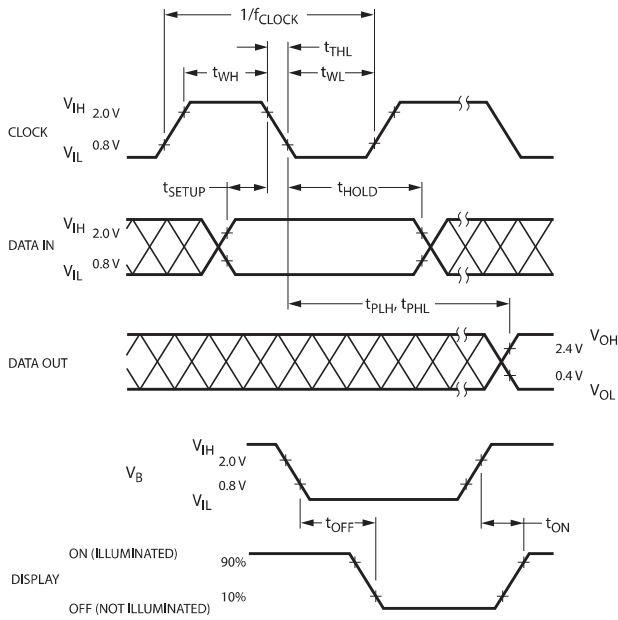 1/fCLOCK
tTHL
tWH
tWL
CLOCK
VIH 2.0 V
VIL 0.8 V
tSETUP
tHOLD
DATA IN
VIH 2.0 V
VIL 0.8 V
tPLH, tPHL
DATA OUT
VOH
2.4 V
0.4 V
VOL
VB
VIH 2.0 V
VIL 0.8 V
tOFF
tON
DISPLAY
ON (ILLUMINATED)
90%
10%
OFF (NOT ILLUMINATED)